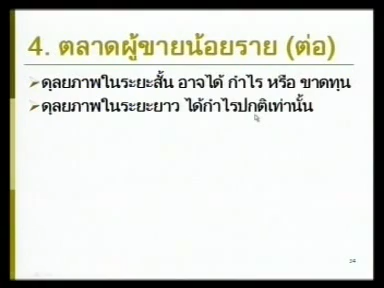 4. ตลาดผู้ขายน้อยราย (ต่อ)
ดุลยภาพในระยะสั้น อาจได้ กำไร หรือ ขาดทุน
ดุลยภาพในระยะยาว ได้กำไรปกติเท่านั้น